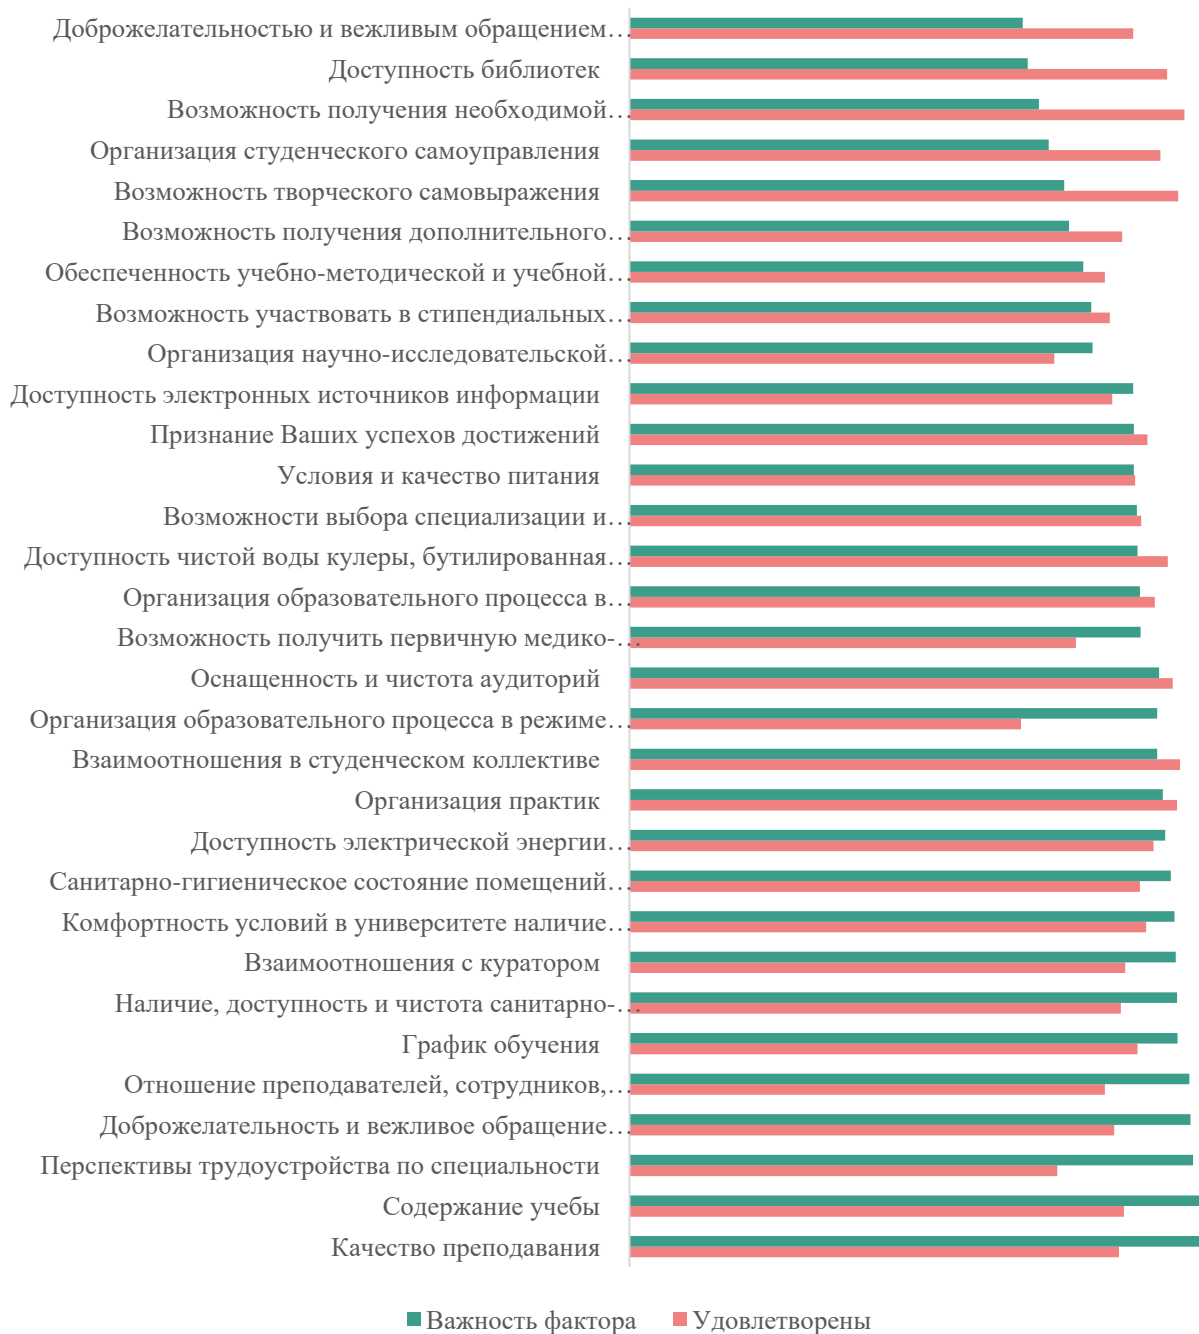 Доброжелательностью и вежливым обращением…
Доступность библиотек
Возможность получения необходимой…
Организация студенческого самоуправления
Возможность творческого самовыражения
Возможность получения дополнительного…
Обеспеченность учебно-методической и учебной…
Возможность участвовать в стипендиальных…
Организация научно-исследовательской…
Доступность электронных источников информации
Признание Ваших успехов достижений
Условия и качество питания
Возможности выбора специализации и…
Доступность чистой воды кулеры, бутилированная…
Организация образовательного процесса в…
Возможность получить первичную медико-…
Оснащенность и чистота аудиторий
Организация образовательного процесса в режиме…
Взаимоотношения в студенческом коллективе
Организация практик
Доступность электрической энергии…
Санитарно-гигиеническое состояние помещений…
Комфортность условий в университете наличие…
Взаимоотношения с куратором
Наличие, доступность и чистота санитарно-…
График обучения
Отношение преподавателей, сотрудников,…
Доброжелательность и вежливое обращение…
Перспективы трудоустройства по специальности
Содержание учебы
Качество преподавания
Важность фактора Удовлетворены